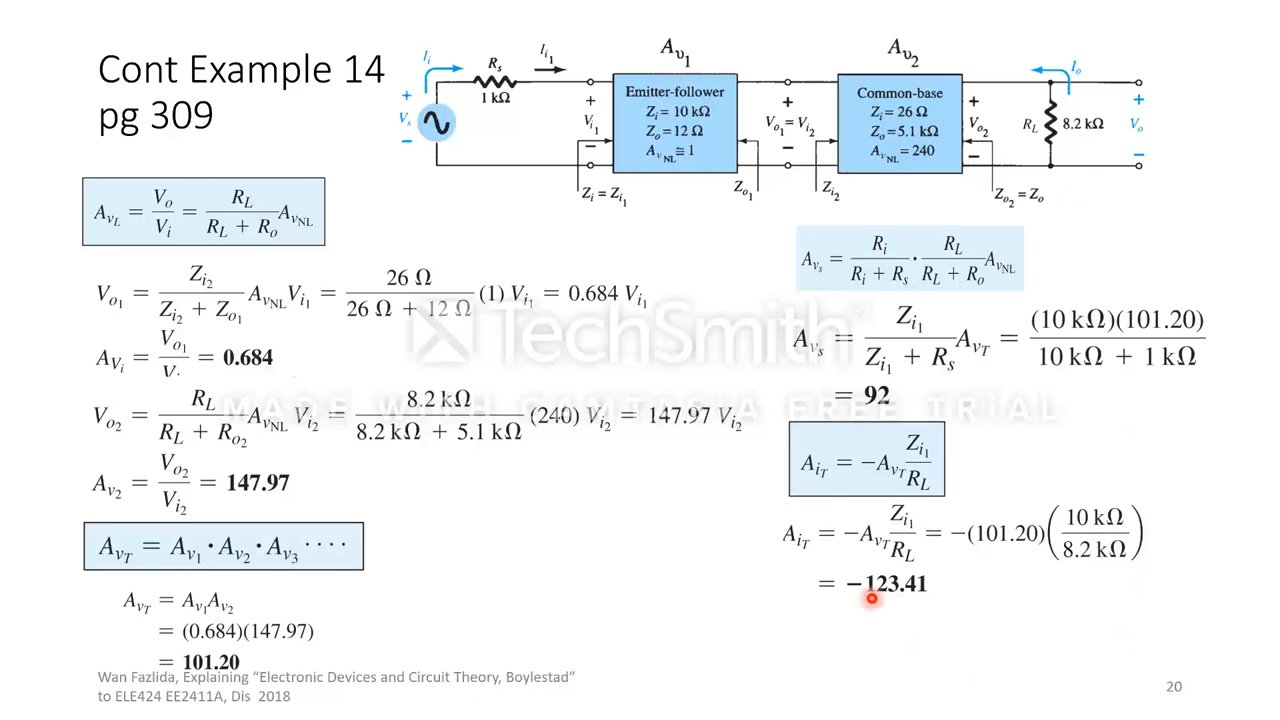 Cont Example 14
pg 309
I_i
R_s
1 kΩ
I_i₁
A_υ₁
A_υ₂
I_o
+
V_s
−
+
V_i₁
−
Emitter-follower
Z_i = 10 kΩ
Z_o = 12 Ω
A_vNL ≅ 1
+
V_o₁ = V_i₂
−
Common-base
Z_i = 26 Ω
Z_o = 5.1 kΩ
A_vNL = 240
+
V_o₂
−
R_L
8.2 kΩ
+
V_o
−
Z_i = Z_i₁
Z_o₁
Z_i₂
Z_o₂ = Z_o
A_vL = V_o / V_i = R_L / (R_L + R_o) A_vNL
V_o₁ = Z_i₂ / (Z_i₂ + Z_o₁) A_vNL V_i₁ = 26 Ω / (26 Ω + 12 Ω) (1) V_i₁ = 0.684 V_i₁
A_Vi = V_o₁ / V_i = 0.684
V_o₂ = R_L / (R_L + R_o₂) A_vNL V_i₂ = 8.2 kΩ / (8.2 kΩ + 5.1 kΩ) (240) V_i₂ = 147.97 V_i₂
A_v₂ = V_o₂ / V_i₂ = 147.97
A_vT = A_v₁ · A_v₂ · A_v₃ ····
A_vT = A_v₁A_v₂
= (0.684)(147.97)
= 101.20
A_vs = R_i / (R_i + R_s) · R_L / (R_L + R_o) A_vNL
A_vs = Z_i₁ / (Z_i₁ + R_s) A_vT = (10 kΩ)(101.20) / (10 kΩ + 1 kΩ)
= 92
A_iT = −A_vT Z_i₁ / R_L
A_iT = −A_vT Z_i₁ / R_L = −(101.20)(10 kΩ / 8.2 kΩ)
= −123.41
TechSmith
MADE WITH CAMTASIA FREE TRIAL
Wan Fazlida, Explaining “Electronic Devices and Circuit Theory, Boylestad”
to ELE424 EE2411A, Dis 2018
20